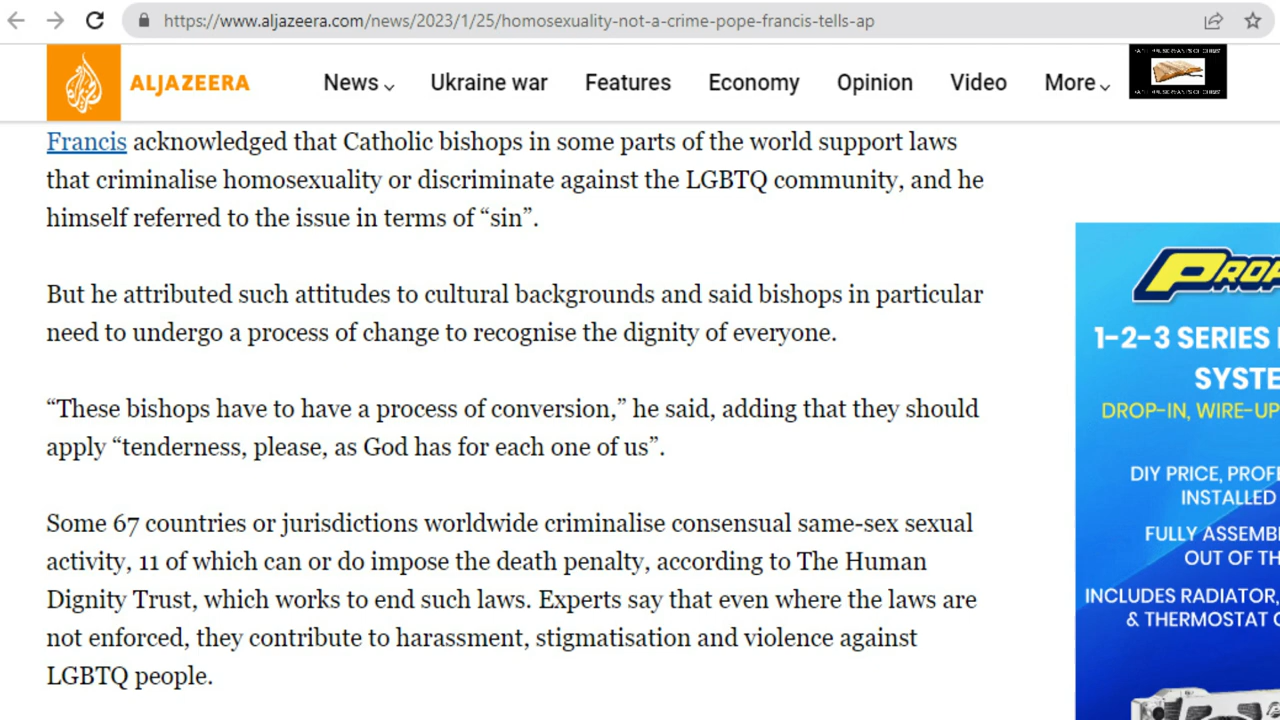 https://www.aljazeera.com/news/2023/1/25/homosexuality-not-a-crime-pope-francis-tells-ap
ALJAZEERA News Ukraine war Features Economy Opinion Video More
Francis acknowledged that Catholic bishops in some parts of the world support laws
that criminalise homosexuality or discriminate against the LGBTQ community, and he
himself referred to the issue in terms of “sin”.
But he attributed such attitudes to cultural backgrounds and said bishops in particular
need to undergo a process of change to recognise the dignity of everyone.
“These bishops have to have a process of conversion,” he said, adding that they should
apply “tenderness, please, as God has for each one of us”.
Some 67 countries or jurisdictions worldwide criminalise consensual same-sex sexual
activity, 11 of which can or do impose the death penalty, according to The Human
Dignity Trust, which works to end such laws. Experts say that even where the laws are
not enforced, they contribute to harassment, stigmatisation and violence against
LGBTQ people.
1-2-3 SERIES
SYSTE
DROP-IN, WIRE-UP
DIY PRICE, PROF
INSTALLED
FULLY ASSEMB
OUT OF TH
INCLUDES RADIATOR,
& THERMOSTAT